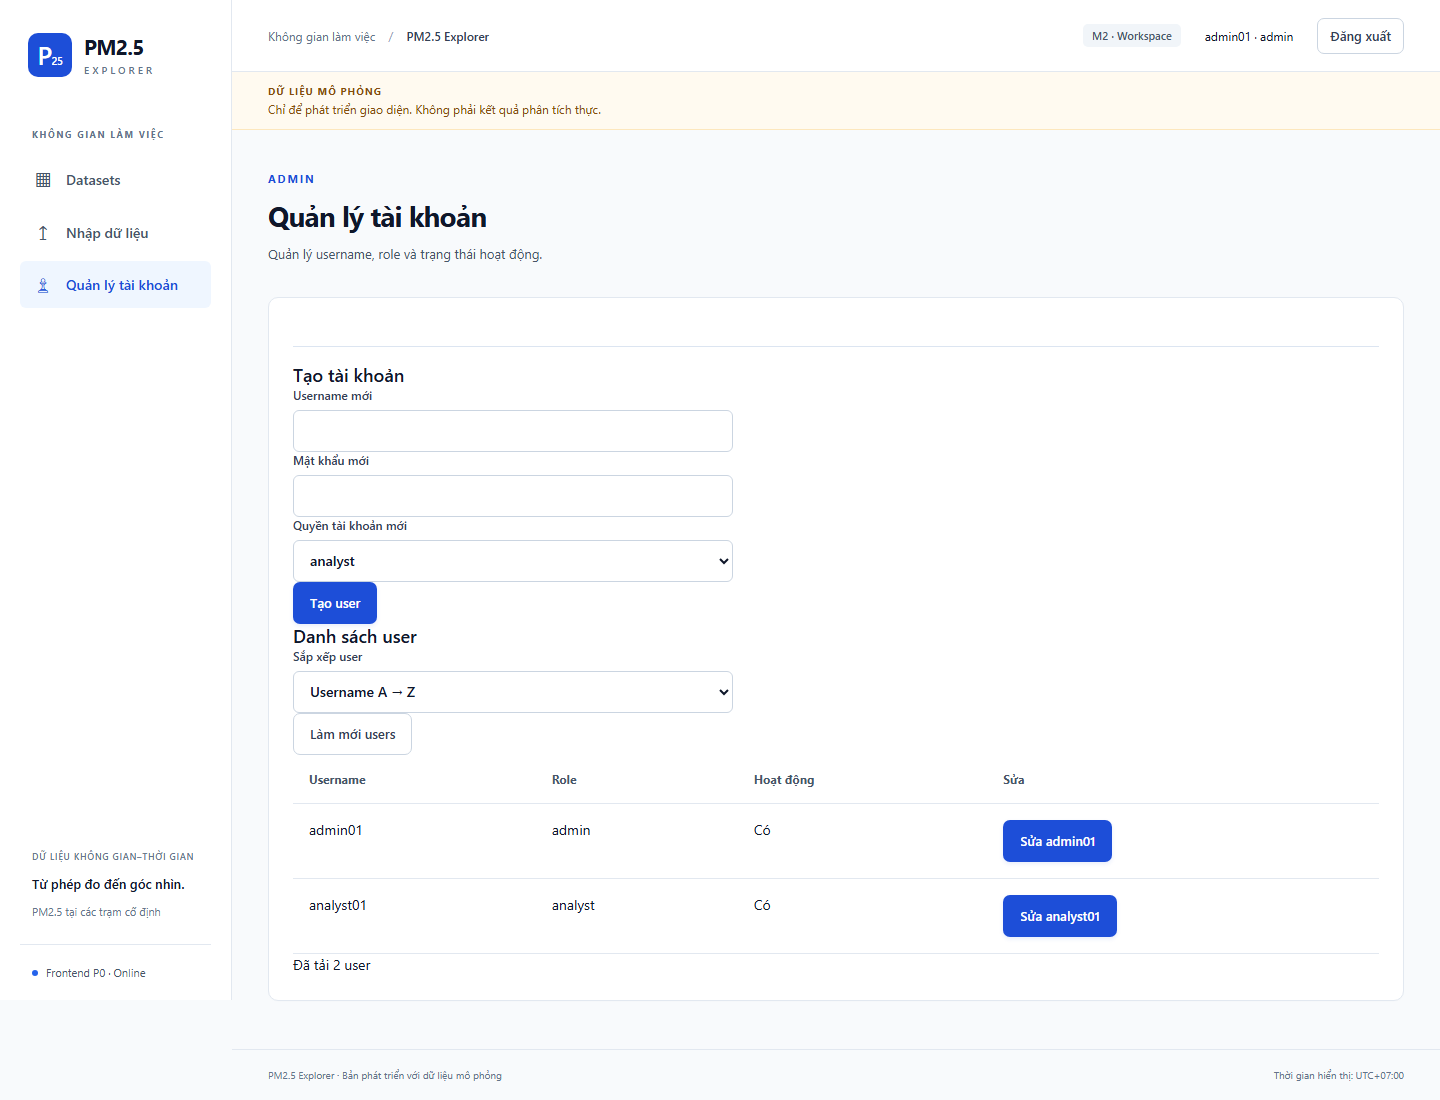 P25
PM2.5
EXPLORER
KHÔNG GIAN LÀM VIỆC
Datasets
Nhập dữ liệu
Quản lý tài khoản
DỮ LIỆU KHÔNG GIAN–THỜI GIAN
Từ phép đo đến góc nhìn.
PM2.5 tại các trạm cố định
Frontend P0 · Online
Không gian làm việc / PM2.5 Explorer
M2 · Workspace
admin01 · admin
Đăng xuất
DỮ LIỆU MÔ PHỎNG
Chỉ để phát triển giao diện. Không phải kết quả phân tích thực.
ADMIN
Quản lý tài khoản
Quản lý username, role và trạng thái hoạt động.
Tạo tài khoản
Username mới
Mật khẩu mới
Quyền tài khoản mới
analyst
Tạo user
Danh sách user
Sắp xếp user
Username A → Z
Làm mới users
Username Role Hoạt động Sửa
admin01 admin Có Sửa admin01
analyst01 analyst Có Sửa analyst01
Đã tải 2 user
PM2.5 Explorer · Bản phát triển với dữ liệu mô phỏng
Thời gian hiển thị: UTC+07:00